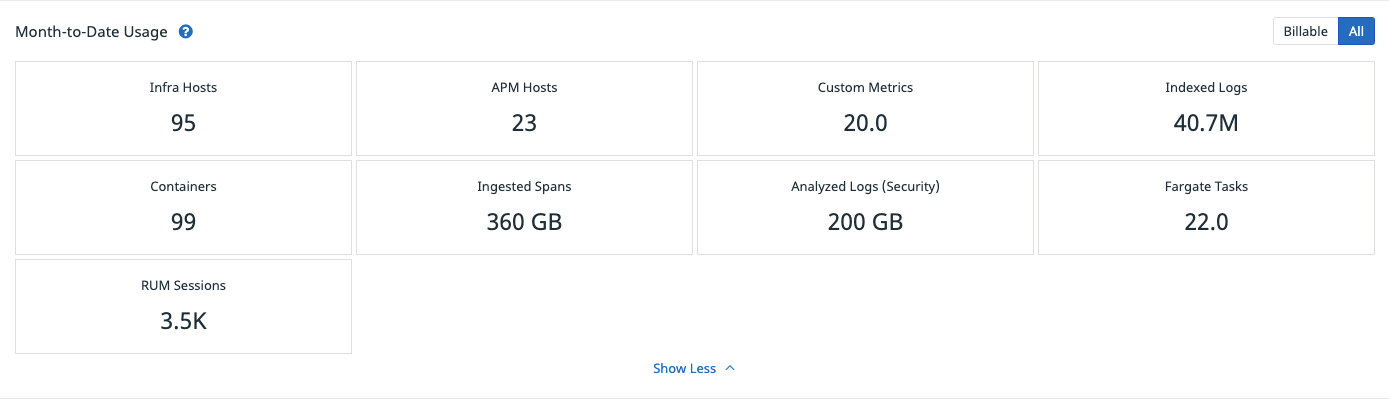 Month-to-Date Usage ?
Billable All
Infra Hosts
95
APM Hosts
23
Custom Metrics
20.0
Indexed Logs
40.7M
Containers
99
Ingested Spans
360 GB
Analyzed Logs (Security)
200 GB
Fargate Tasks
22.0
RUM Sessions
3.5K
Show Less